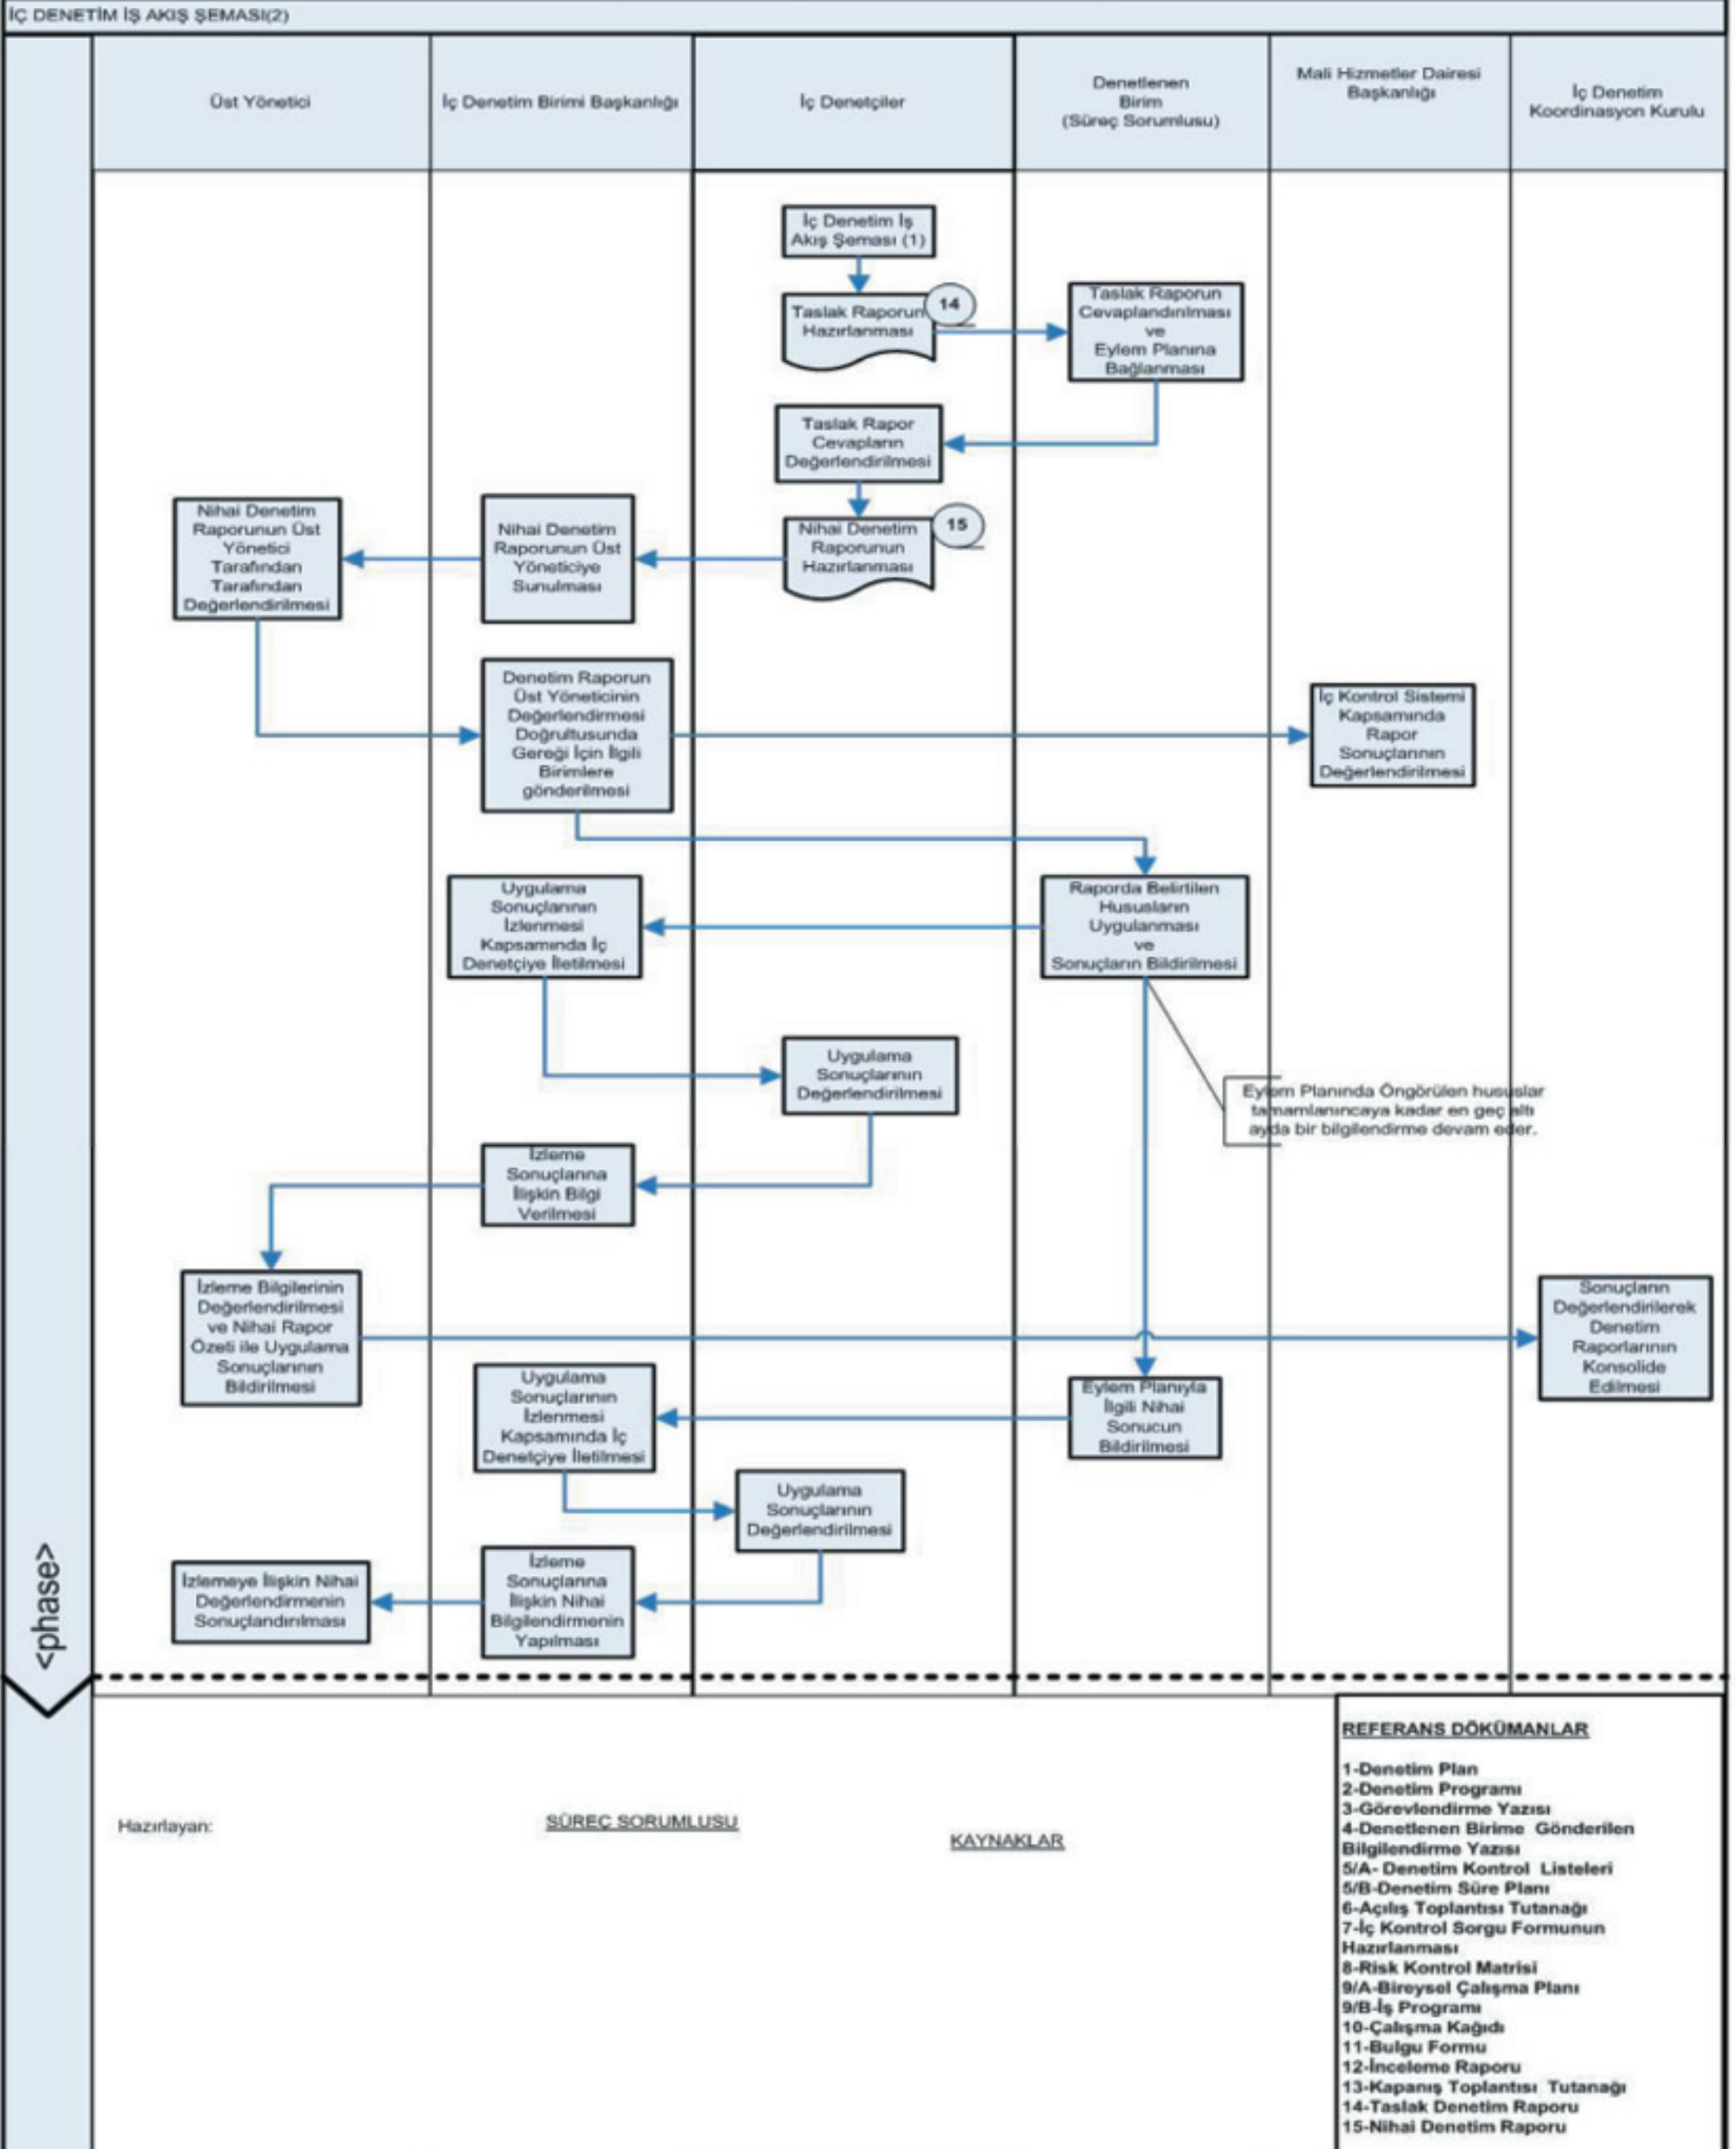 İÇ DENETİM İŞ AKIŞ ŞEMASI(2)
Üst Yönetici
İç Denetim Birimi Başkanlığı
İç Denetçiler
Denetlenen
Birim
(Süreç Sorumlusu)
Mali Hizmetler Dairesi
Başkanlığı
İç Denetim
Koordinasyon Kurulu
İç Denetim İş
Akış Şeması (1)
Taslak Raporun
Hazırlanması
14
Taslak Raporun
Cevaplandırılması
ve
Eylem Planına
Bağlanması
Taslak Rapor
Cevapların
Değerlendirilmesi
Nihai Denetim
Raporunun
Hazırlanması
15
Nihai Denetim
Raporunun Üst
Yöneticiye
Sunulması
Nihai Denetim
Raporunun Üst
Yönetici
Tarafından
Tarafından
Değerlendirilmesi
Denetim Raporun
Üst Yöneticinin
Değerlendirmesi
Doğrultusunda
Gereği İçin İlgili
Birimlere
gönderilmesi
İç Kontrol Sistemi
Kapsamında
Rapor
Sonuçlarının
Değerlendirilmesi
Raporda Belirtilen
Hususların
Uygulanması
ve
Sonuçların Bildirilmesi
Uygulama
Sonuçlarının
İzlenmesi
Kapsamında İç
Denetçiye İletilmesi
Uygulama
Sonuçlarının
Değerlendirilmesi
Eylem Planında Öngörülen hususlar
tamamlanıncaya kadar en geç altı
ayda bir bilgilendirme devam eder.
İzleme
Sonuçlarına
İlişkin Bilgi
Verilmesi
İzleme Bilgilerinin
Değerlendirilmesi
ve Nihai Rapor
Özeti ile Uygulama
Sonuçlarının
Bildirilmesi
Sonuçların
Değerlendirilerek
Denetim
Raporlarının
Konsolide
Edilmesi
Eylem Planıyla
İlgili Nihai
Sonucun
Bildirilmesi
Uygulama
Sonuçlarının
İzlenmesi
Kapsamında İç
Denetçiye İletilmesi
Uygulama
Sonuçlarının
Değerlendirilmesi
İzleme
Sonuçlarına
İlişkin Nihai
Bilgilendirmenin
Yapılması
İzlemeye İlişkin Nihai
Değerlendirmenin
Sonuçlandırılması
<phase>
Hazırlayan:
SÜREÇ SORUMLUSU
KAYNAKLAR
REFERANS DÖKÜMANLAR
1-Denetim Plan
2-Denetim Programı
3-Görevlendirme Yazısı
4-Denetlenen Birime Gönderilen
Bilgilendirme Yazısı
5/A- Denetim Kontrol Listeleri
5/B-Denetim Süre Planı
6-Açılış Toplantısı Tutanağı
7-İç Kontrol Sorgu Formunun
Hazırlanması
8-Risk Kontrol Matrisi
9/A-Bireysel Çalışma Planı
9/B-İş Programı
10-Çalışma Kağıdı
11-Bulgu Formu
12-İnceleme Raporu
13-Kapanış Toplantısı Tutanağı
14-Taslak Denetim Raporu
15-Nihai Denetim Raporu